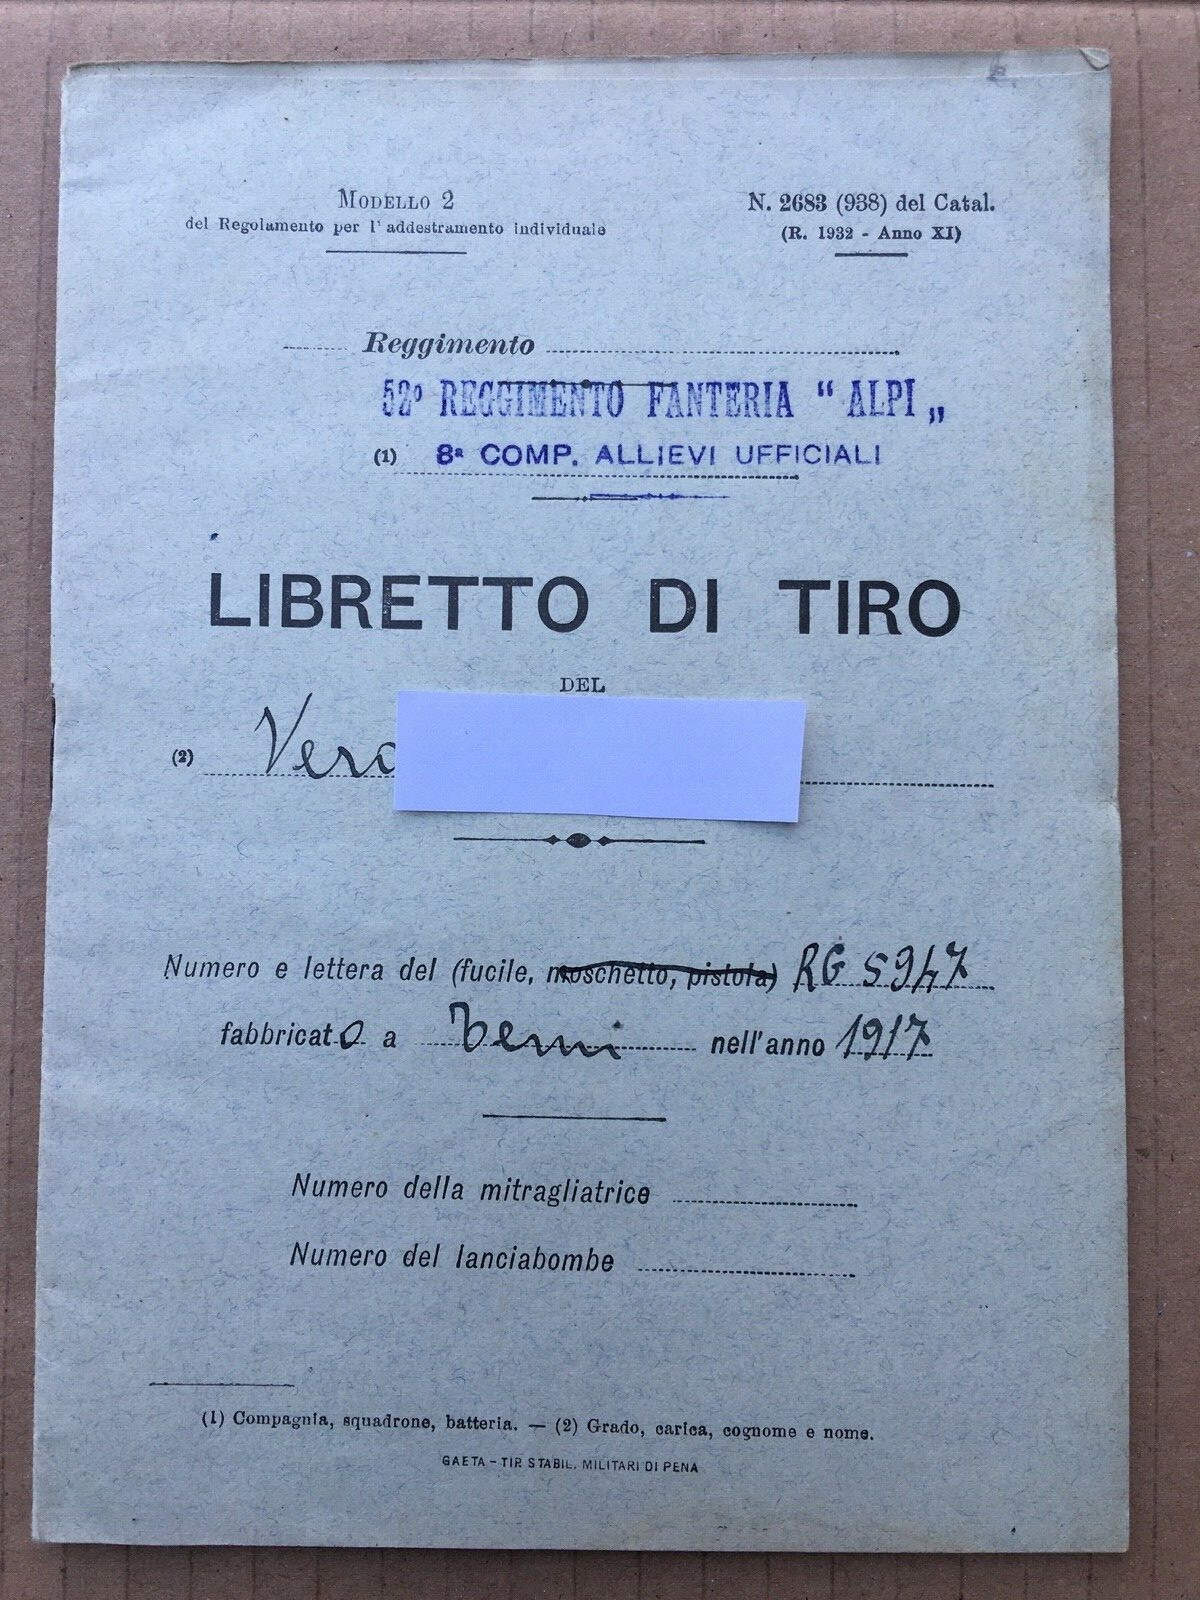 MODELLO 2
del Regolamento per l'addestramento individuale
N. 2683 (938) del Catal.
(R. 1932 - Anno XI)
Reggimento
52º REGGIMENTO FANTERIA " ALPI „
(1) 8ª COMP. ALLIEVI UFFICIALI
LIBRETTO DI TIRO
DEL
(2)
Numero e lettera del (fucile, moschetto, pistola) RG 5947
fabbricato a Terni nell'anno 1917
Numero della mitragliatrice
Numero del lanciabombe
(1) Compagnia, squadrone, batteria. — (2) Grado, carica, cognome e nome.
GAETA - TIP. STABIL. MILITARI DI PENA